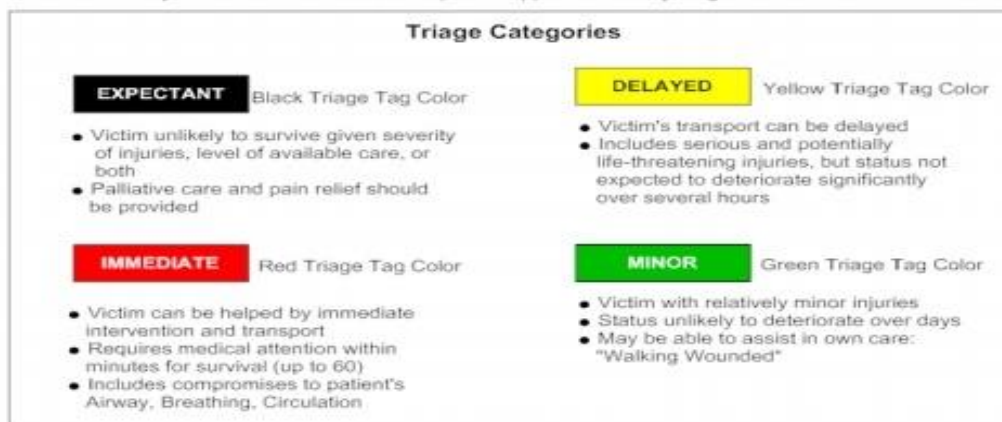 Triage Categories
EXPECTANT Black Triage Tag Color
• Victim unlikely to survive given severity
of injuries, level of available care, or
both
• Palliative care and pain relief should
be provided
DELAYED Yellow Triage Tag Color
• Victim's transport can be delayed
• Includes serious and potentially
life-threatening injuries, but status not
expected to deteriorate significantly
over several hours
IMMEDIATE Red Triage Tag Color
• Victim can be helped by immediate
intervention and transport
• Requires medical attention within
minutes for survival (up to 60)
• Includes compromises to patient's
Airway, Breathing, Circulation
MINOR Green Triage Tag Color
• Victim with relatively minor injuries
• Status unlikely to deteriorate over days
• May be able to assist in own care:
"Walking Wounded"